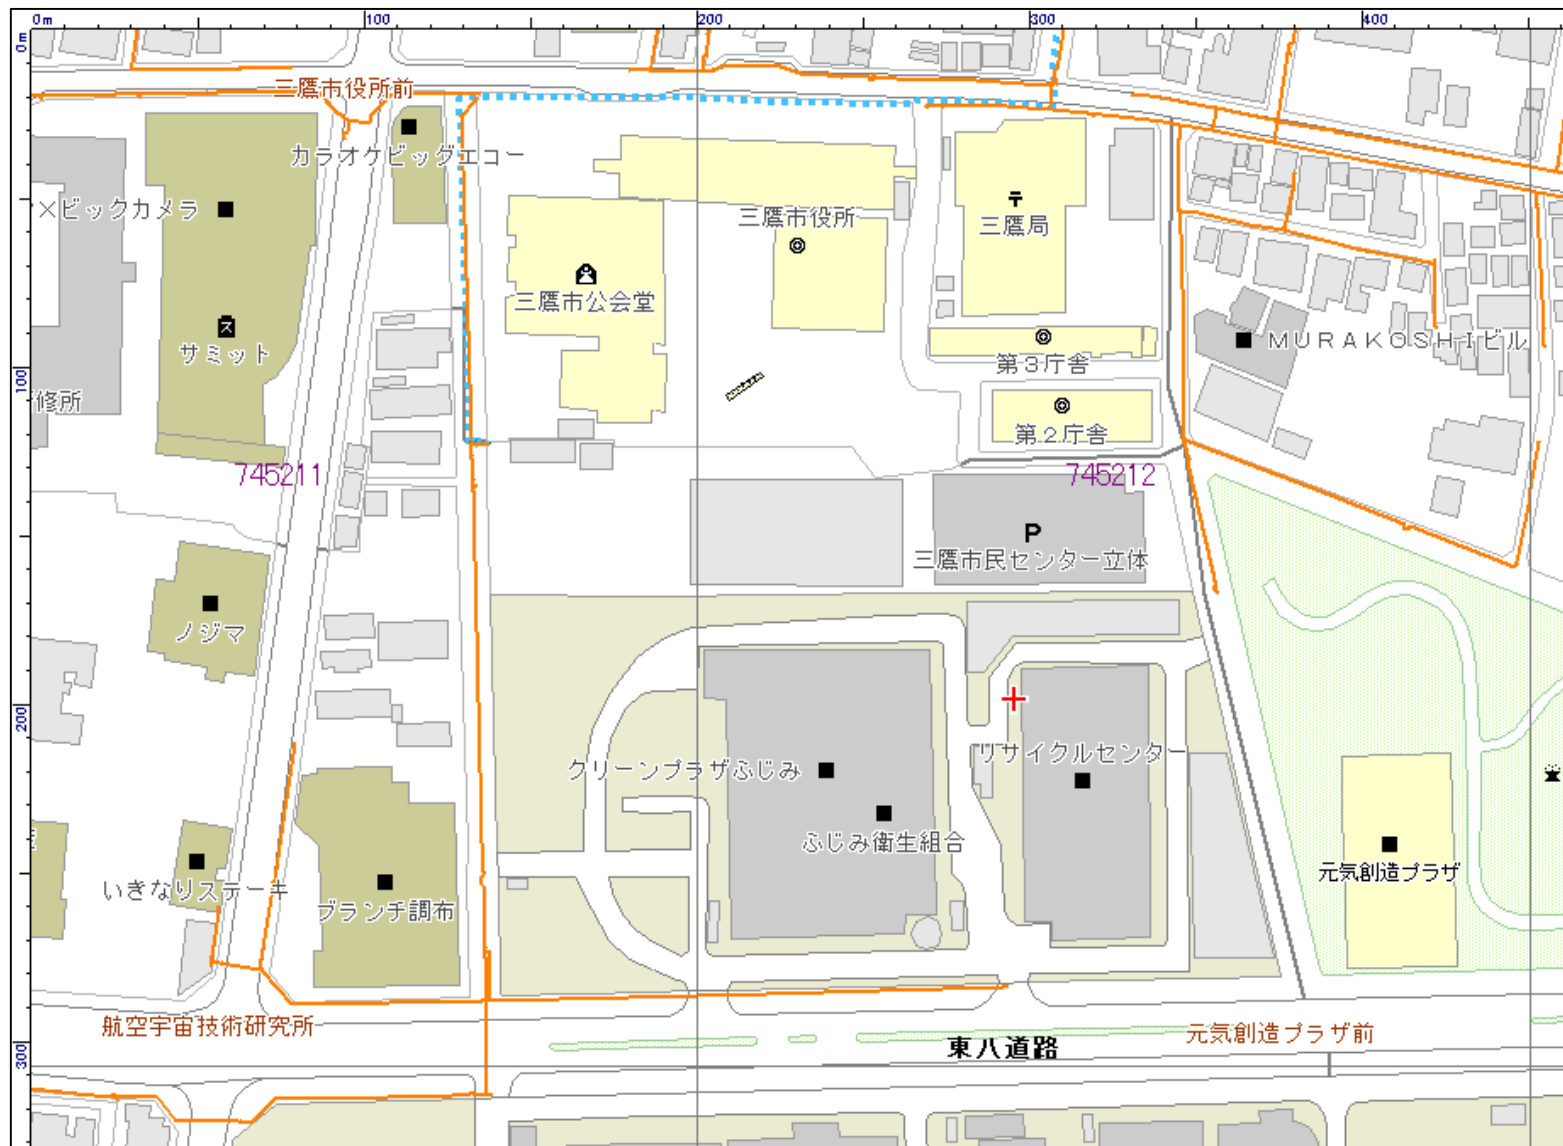 0m
100
200
300
400
0m
三鷹市役所前
カラオケビッグエコー
×ビックカメラ
三鷹市役所
〒
三鷹局
三鷹市公会堂
ス
サミット
MURAKOSHIビル
第3庁舎
100
修所
第2庁舎
745211
745212
P
三鷹市民センター立体
ノジマ
200
リサイクルセンター
クリーンプラザふじみ
ふじみ衛生組合
元気創造プラザ
いきなりステーキ
ブランチ調布
航空宇宙技術研究所
元気創造プラザ前
東八道路
300